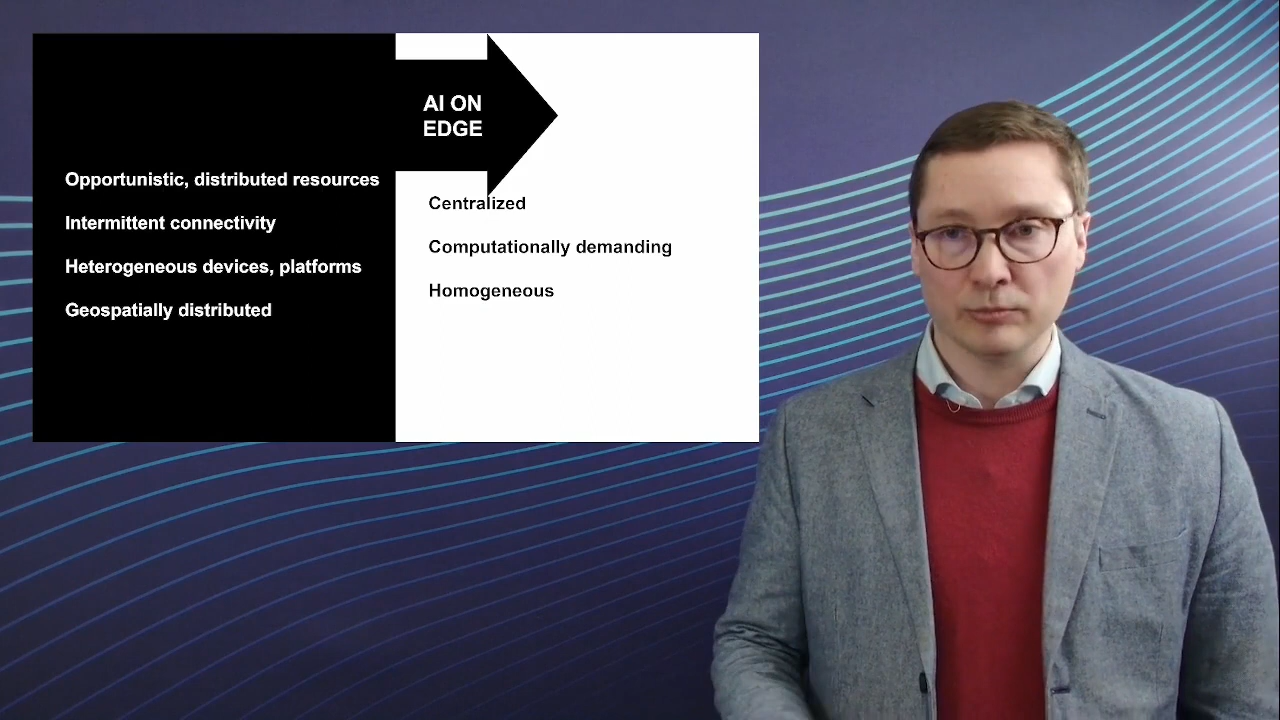 AI ON
EDGE
Opportunistic, distributed resources
Intermittent connectivity
Heterogeneous devices, platforms
Geospatially distributed
Centralized
Computationally demanding
Homogeneous